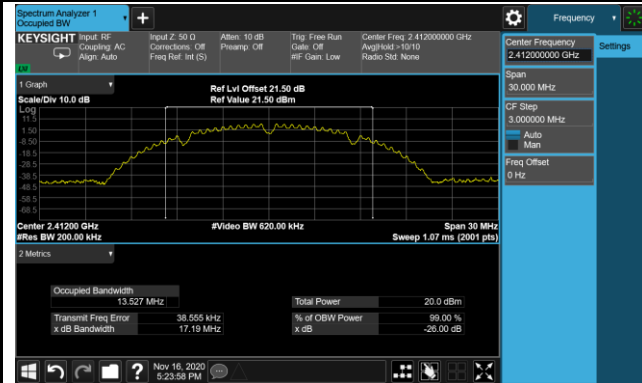 Spectrum Analyzer 1
Occupied BW
Frequency
KEYSIGHT
Input: RF
Coupling: AC
Align: Auto
Input Z: 50 Ω
Corrections: Off
Freq Ref: Int (S)
Atten: 10 dB
Preamp: Off
Trig: Free Run
Gate: Off
#IF Gain: Low
Center Freq: 2.412000000 GHz
Avg|Hold:>10/10
Radio Std: None
Center Frequency
2.412000000 GHz
Settings
Span
30.000 MHz
CF Step
3.000000 MHz
Auto
Man
Freq Offset
0 Hz
1 Graph
Scale/Div 10.0 dB
Ref Lvl Offset 21.50 dB
Ref Value 21.50 dBm
Log
11.5
1.50
-8.50
-18.5
-28.5
-38.5
-48.5
-58.5
-68.5
Center 2.41200 GHz
#Video BW 620.00 kHz
Span 30 MHz
#Res BW 200.00 kHz
Sweep 1.07 ms (2001 pts)
2 Metrics
Occupied Bandwidth
13.527 MHz
Total Power 20.0 dBm
Transmit Freq Error 38.555 kHz
% of OBW Power 99.00 %
x dB Bandwidth 17.19 MHz
x dB -26.00 dB
?
Nov 16, 2020
5:23:58 PM